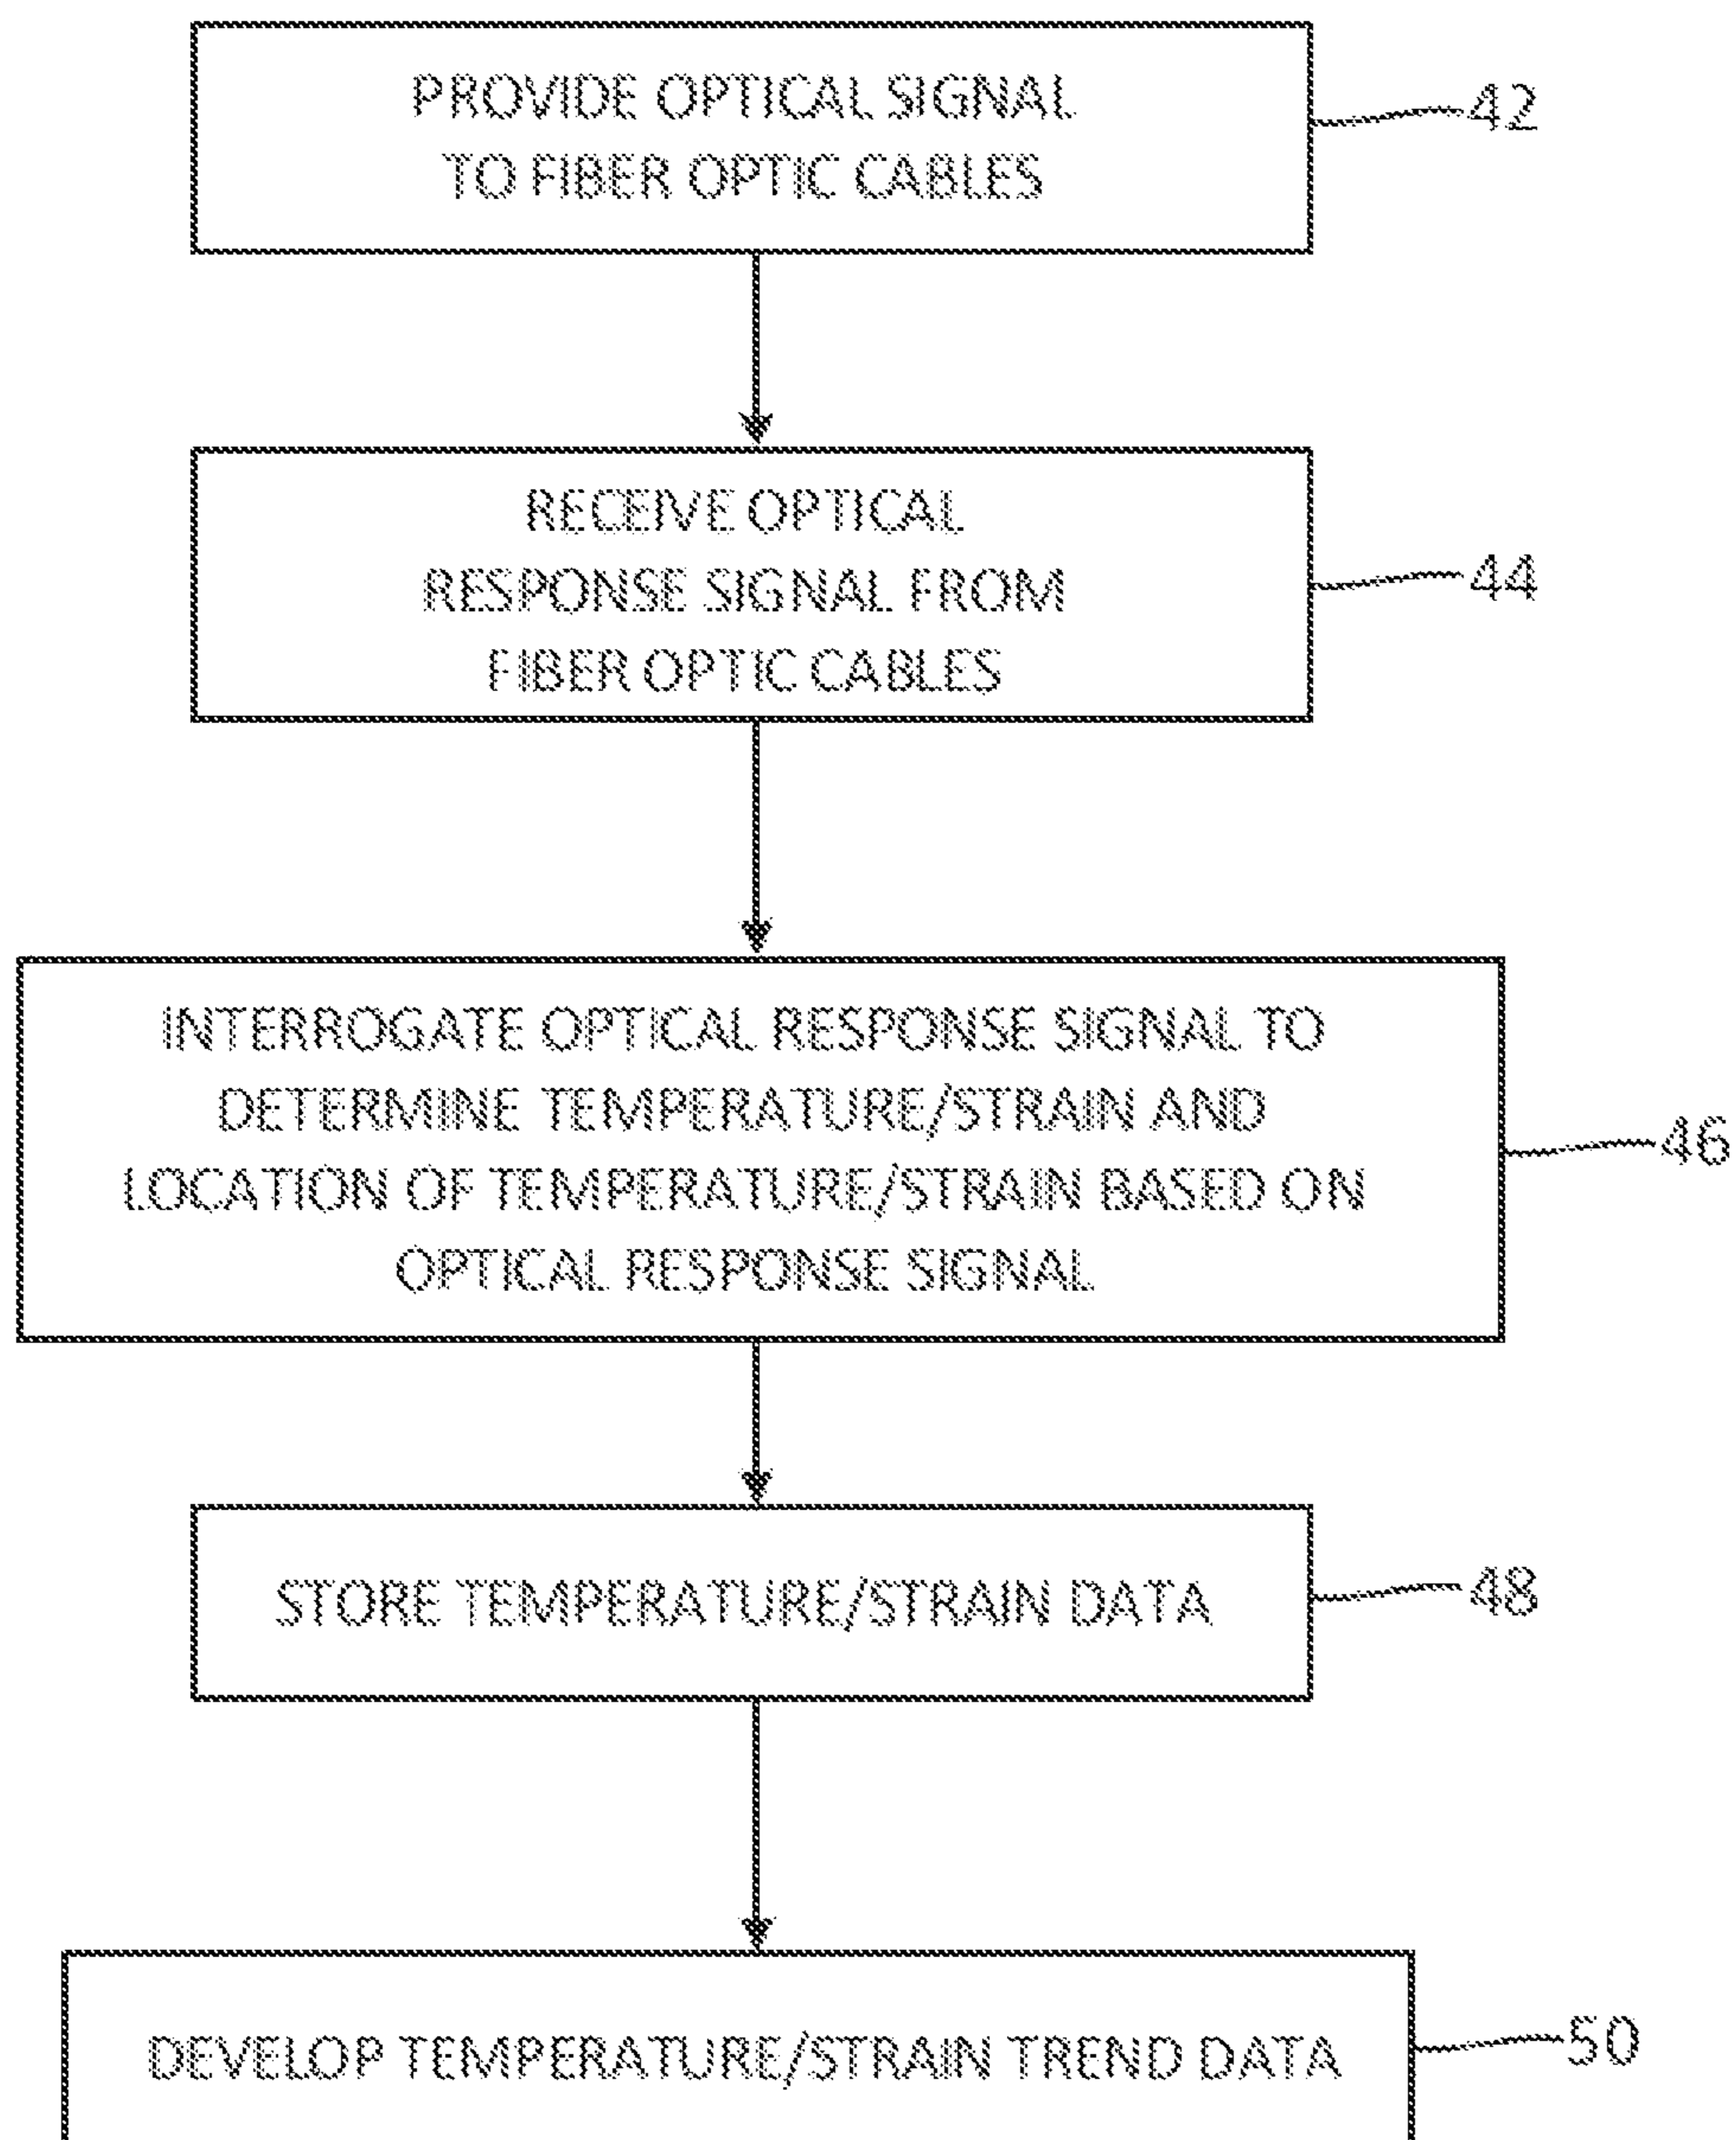 PROVIDE OPTICAL SIGNAL
TO FIBER OPTIC CABLES
42
RECEIVE OPTICAL
RESPONSE SIGNAL FROM
FIBER OPTIC CABLES
44
INTERROGATE OPTICAL RESPONSE SIGNAL TO
DETERMINE TEMPERATURE/STRAIN AND
LOCATION OF TEMPERATURE/STRAIN BASED ON
OPTICAL RESPONSE SIGNAL
46
STORE TEMPERATURE/STRAIN DATA
48
DEVELOP TEMPERATURE/STRAIN TREND DATA
50